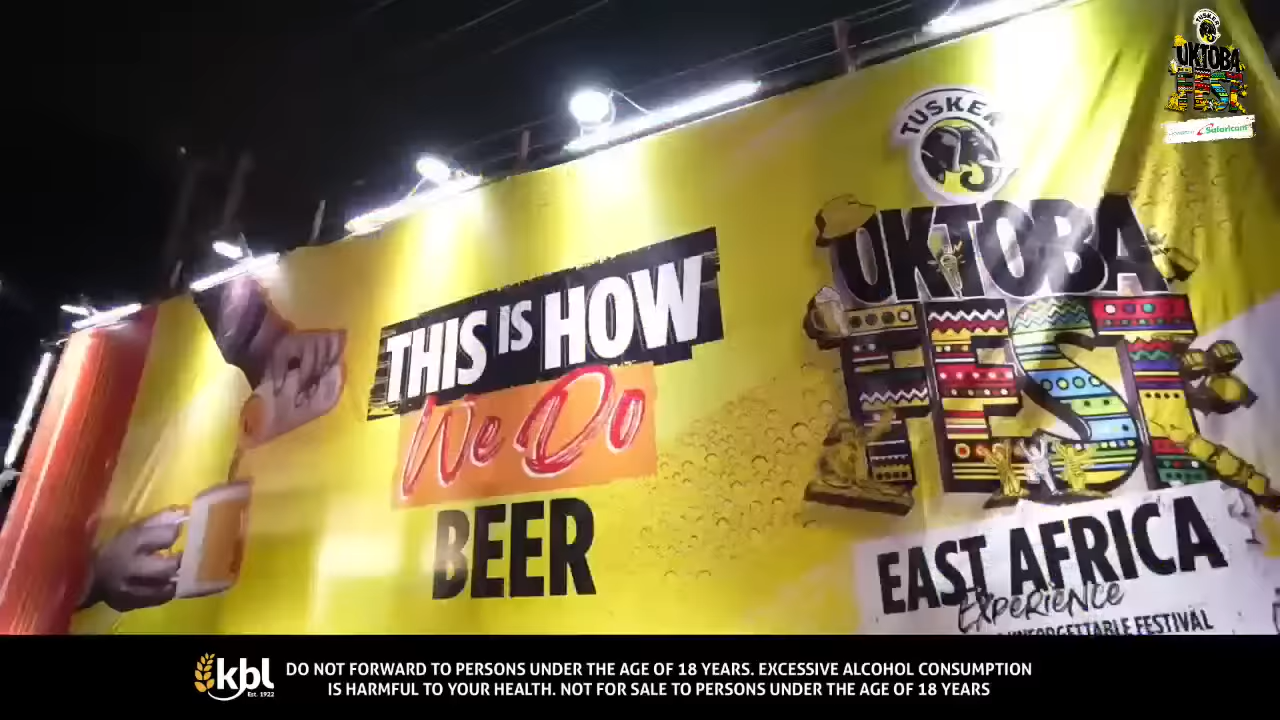 TUSKER
OKTOBA
FEST
Safaricom
TUSKER
OKTOBA
FEST
THIS IS HOW
We Do
BEER
EAST AFRICA
EXPERIENCE
UNFORGETTABLE FESTIVAL
kbl
Est. 1922
DO NOT FORWARD TO PERSONS UNDER THE AGE OF 18 YEARS. EXCESSIVE ALCOHOL CONSUMPTION
IS HARMFUL TO YOUR HEALTH. NOT FOR SALE TO PERSONS UNDER THE AGE OF 18 YEARS